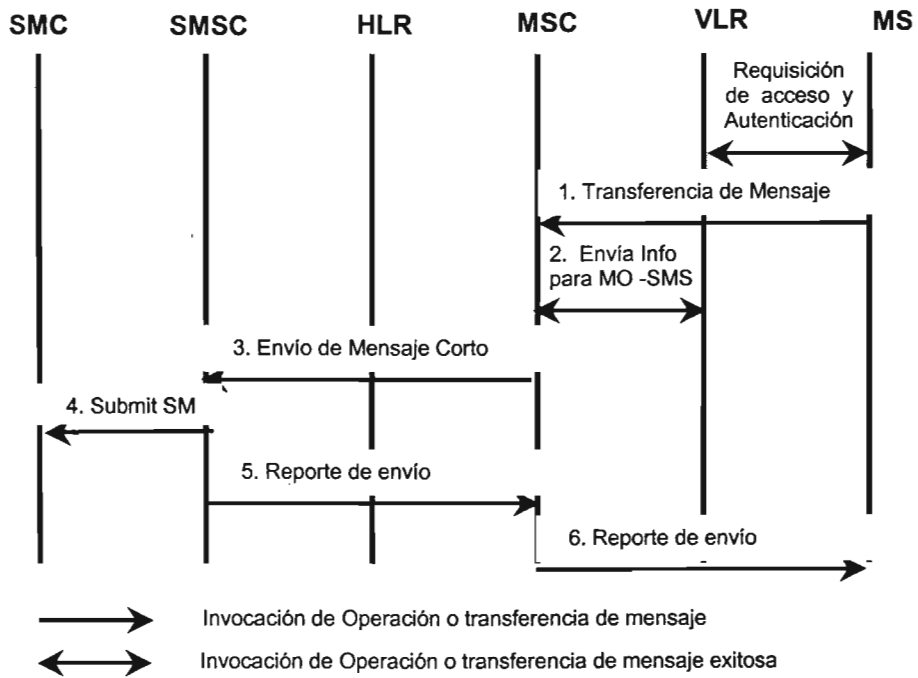 SMC SMSC HLR MSC VLR MS
Requisición
de acceso y
Autenticación
1. Transferencia de Mensaje
2. Envía Info
para MO -SMS
3. Envío de Mensaje Corto
4. Submit SM
5. Reporte de envío
6. Reporte de envío
Invocación de Operación o transferencia de mensaje
Invocación de Operación o transferencia de mensaje exitosa